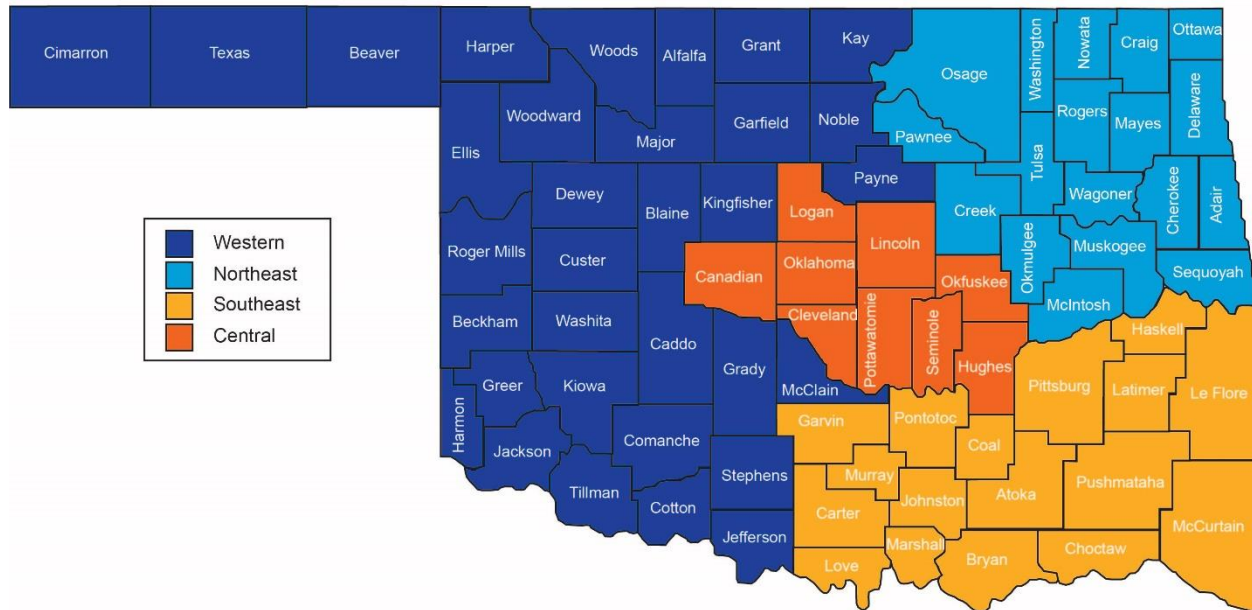 Cimarron
Texas
Beaver
Harper
Woods
Alfalfa
Grant
Kay
Osage
Washington
Nowata
Craig
Ottawa
Woodward
Major
Garfield
Noble
Pawnee
Rogers
Mayes
Delaware
Ellis
Dewey
Blaine
Kingfisher
Logan
Payne
Creek
Tulsa
Wagoner
Cherokee
Adair
Roger Mills
Custer
Canadian
Oklahoma
Lincoln
Okfuskee
Okmulgee
Muskogee
Sequoyah
McIntosh
Western
Northeast
Southeast
Central
Beckham
Washita
Caddo
Grady
Cleveland
Pottawatomie
Seminole
Hughes
Pittsburg
Haskell
Latimer
Le Flore
Harmon
Greer
Kiowa
McClain
Garvin
Pontotoc
Coal
Jackson
Comanche
Stephens
Murray
Johnston
Atoka
Pushmataha
McCurtain
Tillman
Cotton
Jefferson
Carter
Love
Marshall
Bryan
Choctaw